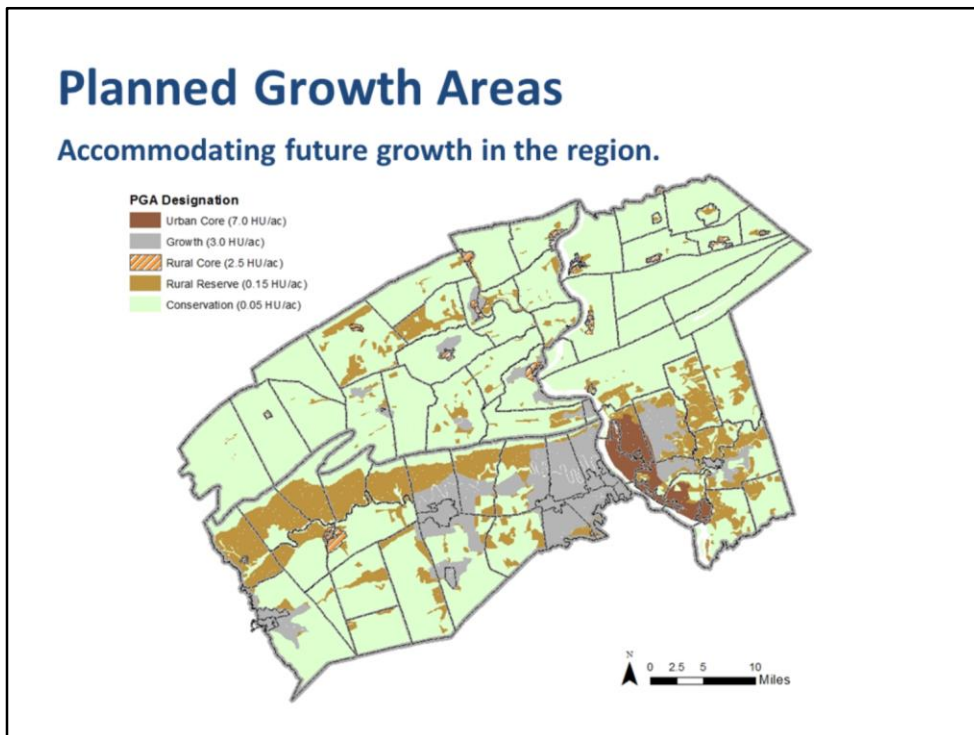 Planned Growth Areas
Accommodating future growth in the region.
PGA Designation
Urban Core (7.0 HU/ac)
Growth (3.0 HU/ac)
Rural Core (2.5 HU/ac)
Rural Reserve (0.15 HU/ac)
Conservation (0.05 HU/ac)
N
0 2.5 5 10
Miles